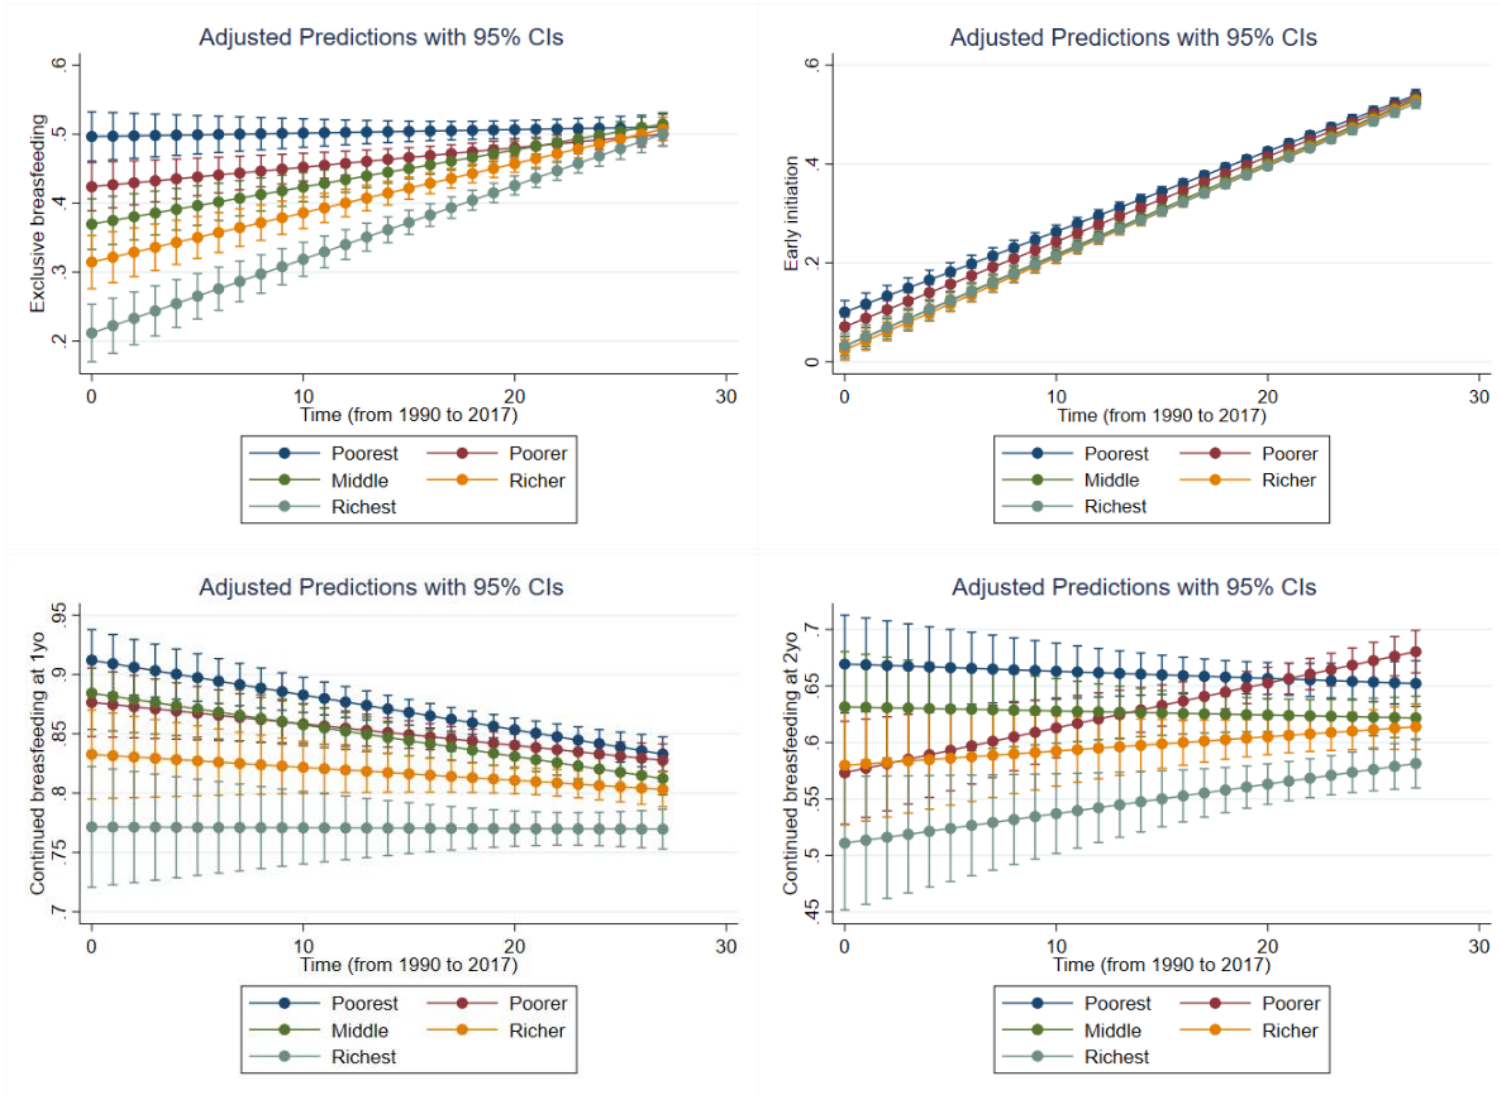 Adjusted Predictions with 95% CIs
Exclusive breasfeeding
.6
.5
.4
.3
.2
0 10 20 30
Time (from 1990 to 2017)
Poorest Poorer
Middle Richer
Richest
Adjusted Predictions with 95% CIs
Early initiation
.6
.4
.2
0
0 10 20 30
Time (from 1990 to 2017)
Poorest Poorer
Middle Richer
Richest
Adjusted Predictions with 95% CIs
Continued breasfeeding at 1yo
.95
.9
.85
.8
.75
.7
0 10 20 30
Time (from 1990 to 2017)
Poorest Poorer
Middle Richer
Richest
Adjusted Predictions with 95% CIs
Continued breasfeeding at 2yo
.7
.65
.6
.55
.5
.45
0 10 20 30
Time (from 1990 to 2017)
Poorest Poorer
Middle Richer
Richest